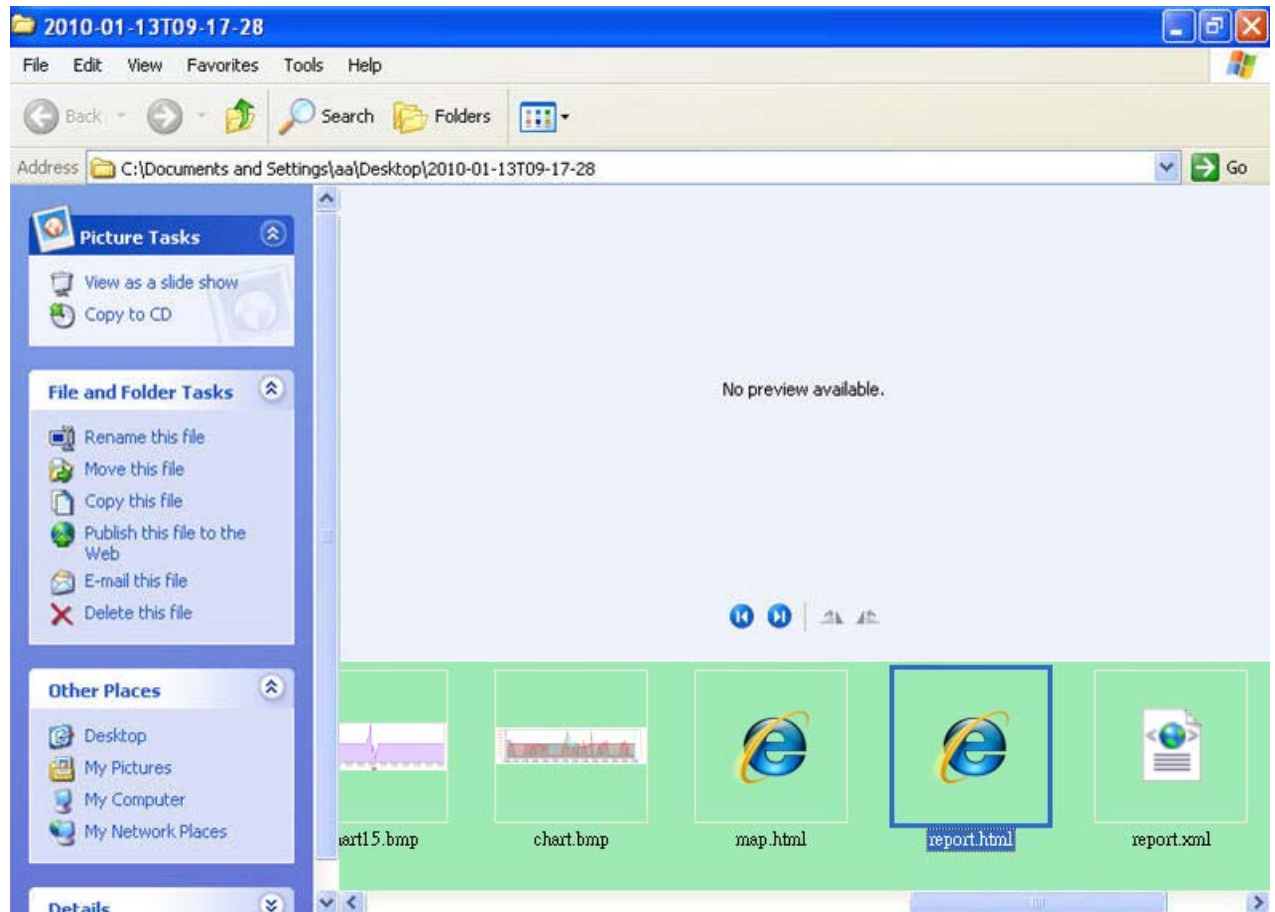 2010-01-13T09-17-28
File Edit View Favorites Tools Help
Back Search Folders
Address C:\Documents and Settings\aa\Desktop\2010-01-13T09-17-28 Go
Picture Tasks
View as a slide show
Copy to CD
File and Folder Tasks
Rename this file
Move this file
Copy this file
Publish this file to the
Web
E-mail this file
Delete this file
Other Places
Desktop
My Pictures
My Computer
My Network Places
Details
No preview available.
art15.bmp chart.bmp map.html report.html report.xml